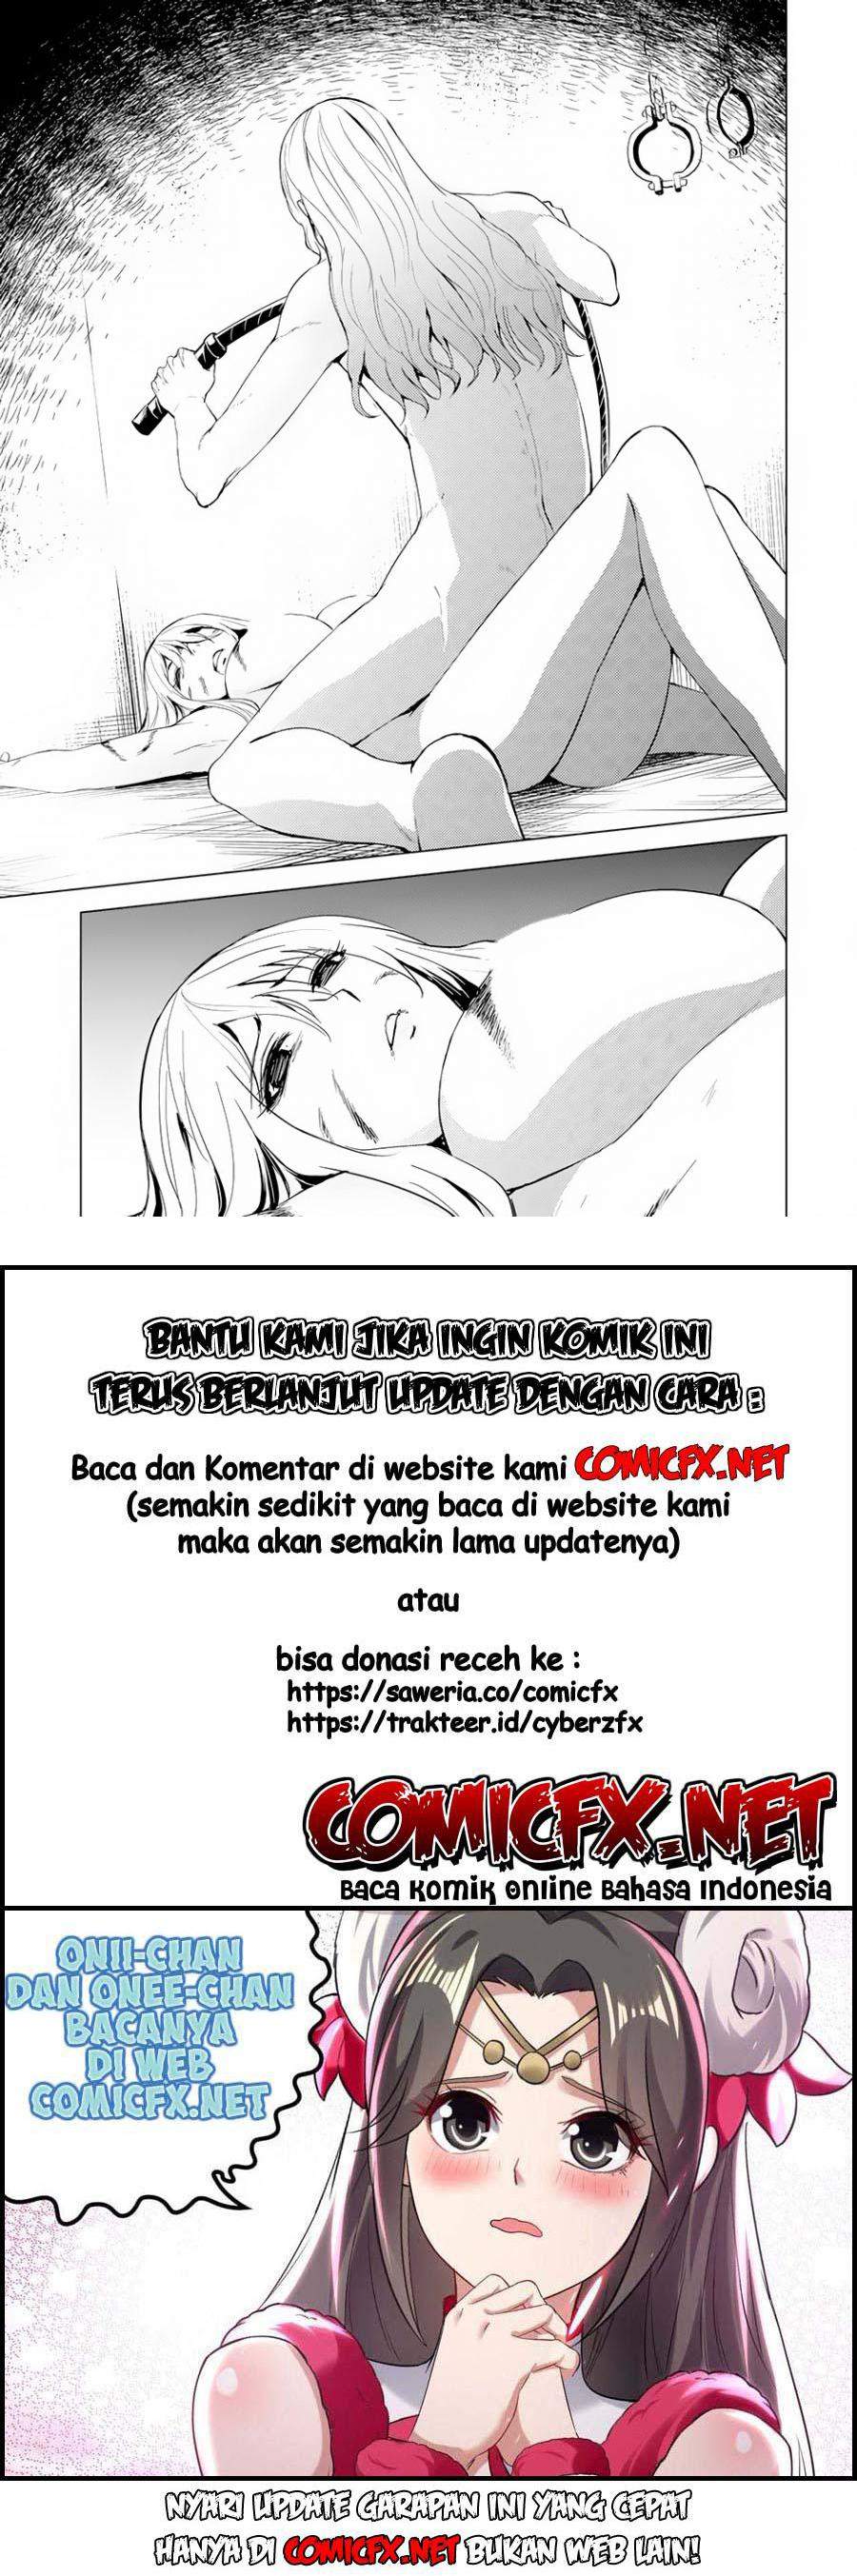 BANTU KAMI JIKA INGIN KOMIK INI
TERUS BERLANJUT UPDATE DENGAN CARA :
Baca dan Komentar di website kami COMICFX.NET
(semakin sedikit yang baca di website kami
maka akan semakin lama updatenya)
atau
bisa donasi receh ke :
https://saweria.co/comicfx
https://trakteer.id/cyberzfx
COMICFX.NET
Baca Komik Online Bahasa Indonesia
ONII-CHAN
DAN ONEE-CHAN
BACANYA
DI WEB
COMICFX.NET
NYARI UPDATE GARAPAN INI YANG CEPAT
HANYA DI COMICFX.NET BUKAN WEB LAIN!